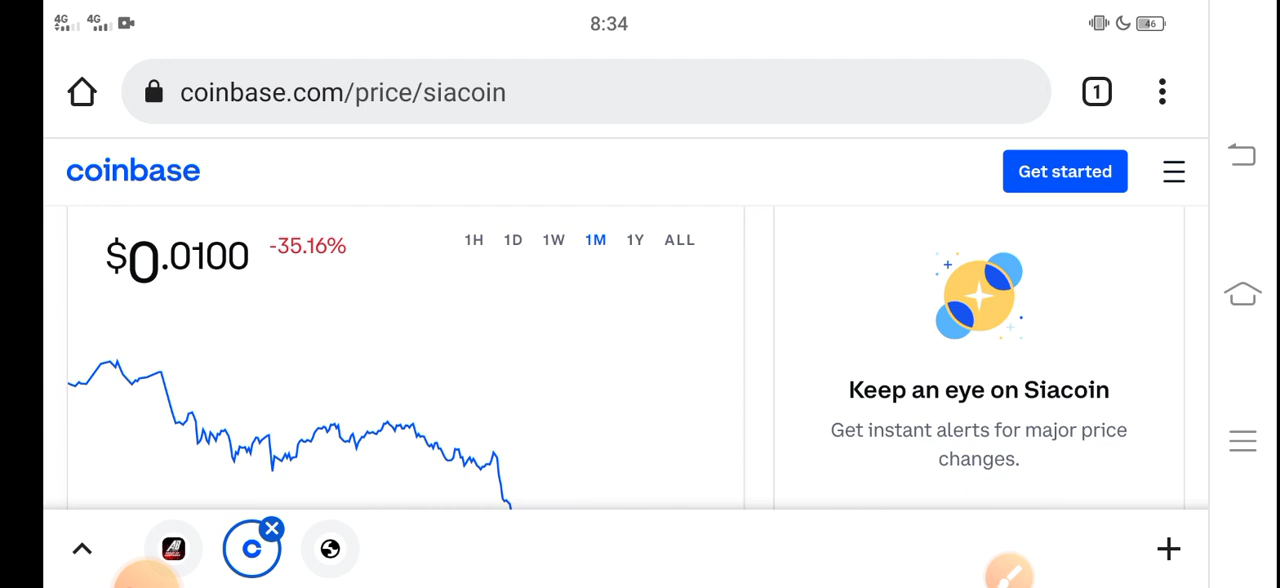 4G 4G 8:34 46
coinbase.com/price/siacoin 1
coinbase Get started
$0.0100 -35.16% 1H 1D 1W 1M 1Y ALL
Keep an eye on Siacoin
Get instant alerts for major price
changes.